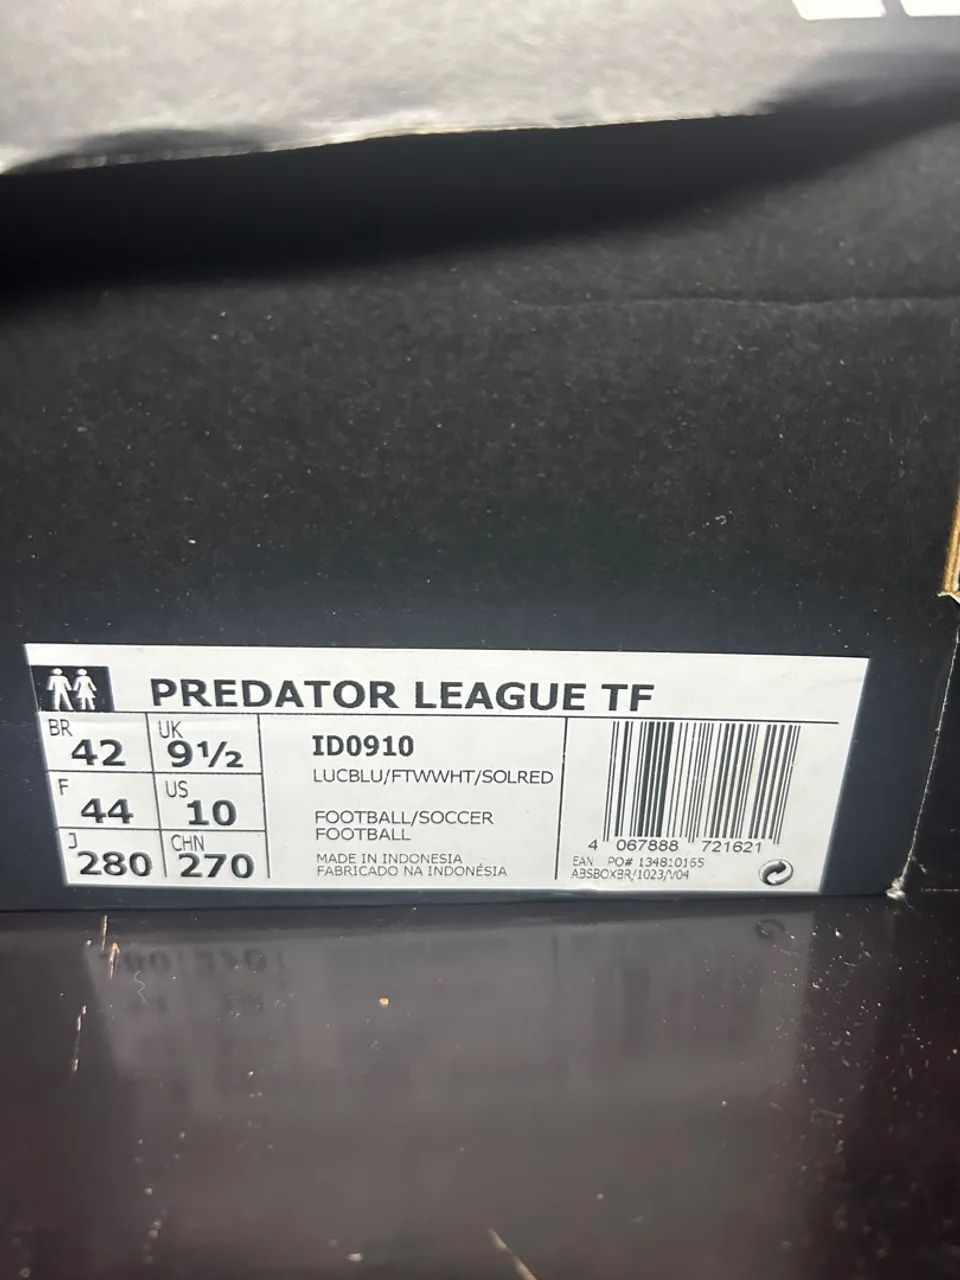 PREDATOR LEAGUE TF
BR 42
UK 9½
F 44
US 10
J 280
CHN 270
ID0910
LUCBLU/FTWWHT/SOLRED
FOOTBALL/SOCCER
FOOTBALL
MADE IN INDONESIA
FABRICADO NA INDONÉSIA
4 067888 721621
EAN PO# 134810165
ABSBOXBR/1023/V04